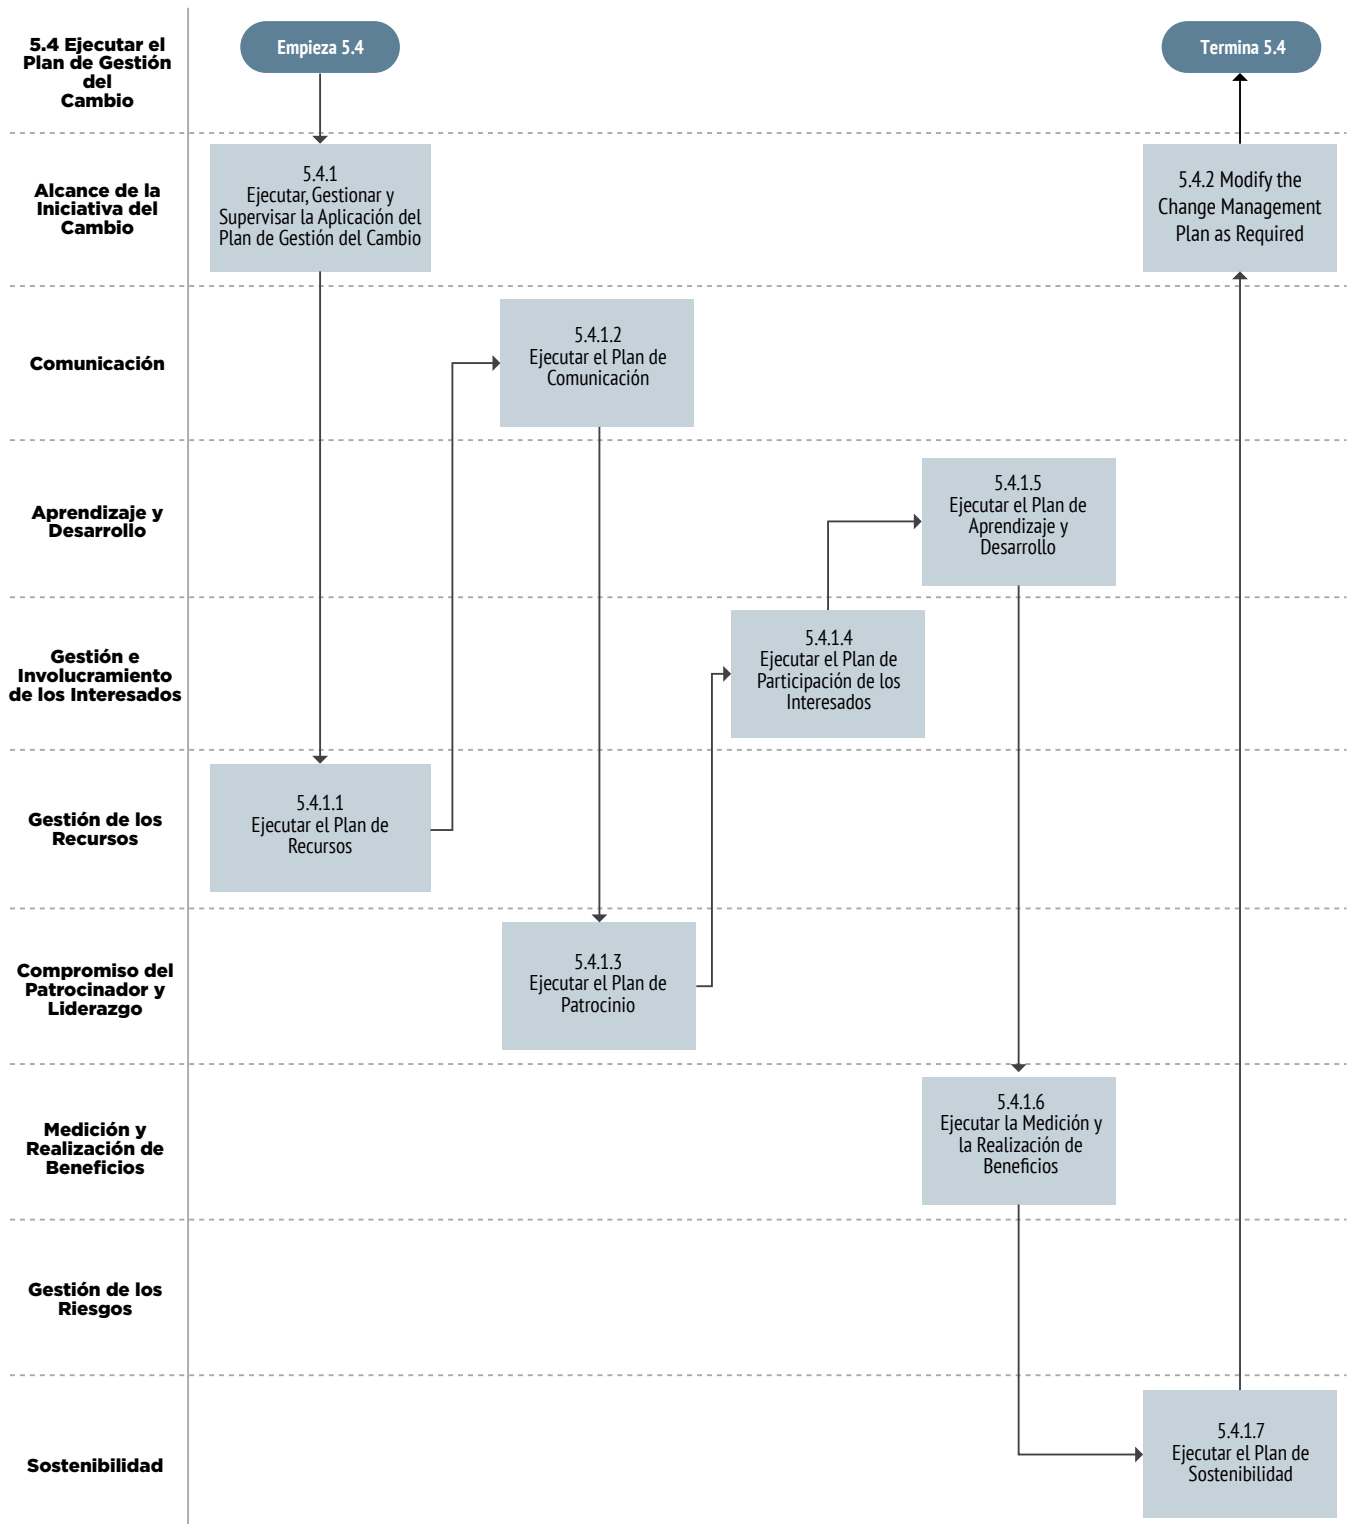 5.4 Ejecutar el
Plan de Gestión
del
Cambio
Empieza 5.4
Termina 5.4
Alcance de la
Iniciativa del
Cambio
5.4.1
Ejecutar, Gestionar y
Supervisar la Aplicación del
Plan de Gestión del Cambio
5.4.2 Modify the
Change Management
Plan as Required
Comunicación
5.4.1.2
Ejecutar el Plan de
Comunicación
Aprendizaje y
Desarrollo
5.4.1.5
Ejecutar el Plan de
Aprendizaje y
Desarrollo
Gestión e
Involucramiento
de los Interesados
5.4.1.4
Ejecutar el Plan de
Participación de los
Interesados
Gestión de los
Recursos
5.4.1.1
Ejecutar el Plan de
Recursos
Compromiso del
Patrocinador y
Liderazgo
5.4.1.3
Ejecutar el Plan de
Patrocinio
Medición y
Realización de
Beneficios
5.4.1.6
Ejecutar la Medición y
la Realización de
Beneficios
Gestión de los
Riesgos
Sostenibilidad
5.4.1.7
Ejecutar el Plan de
Sostenibilidad